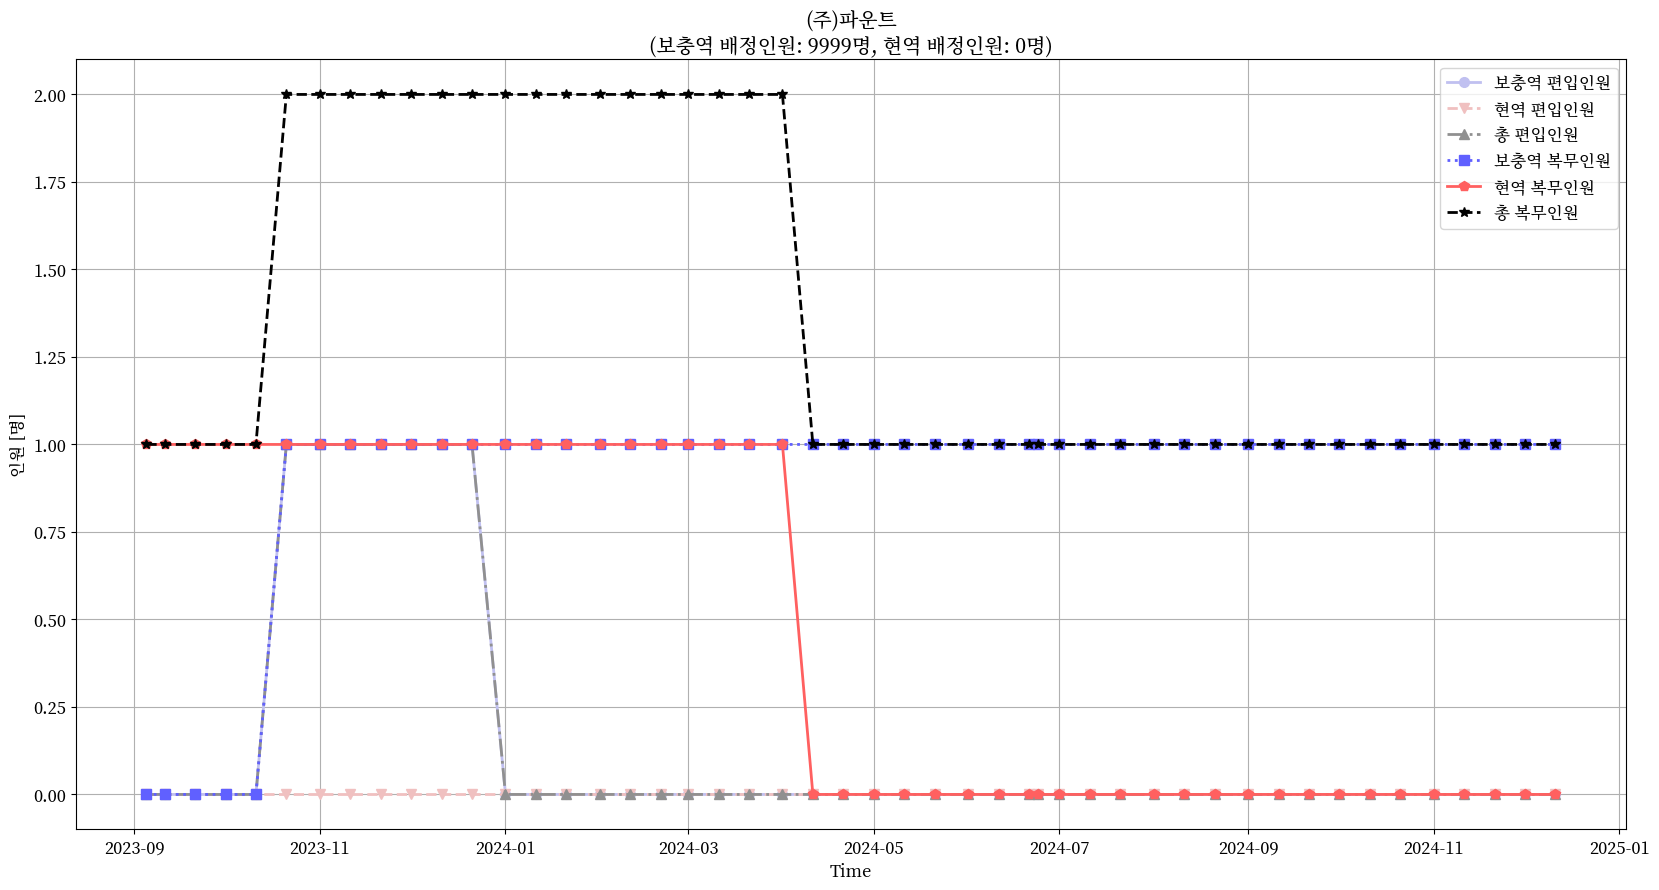 (주)파운트
(보충역 배정인원: 9999명, 현역 배정인원: 0명)
보충역 편입인원
현역 편입인원
총 편입인원
보충역 복무인원
현역 복무인원
총 복무인원
인원 [명]
2.00
1.75
1.50
1.25
1.00
0.75
0.50
0.25
0.00
2023-09 2023-11 2024-01 2024-03 2024-05 2024-07 2024-09 2024-11 2025-01
Time